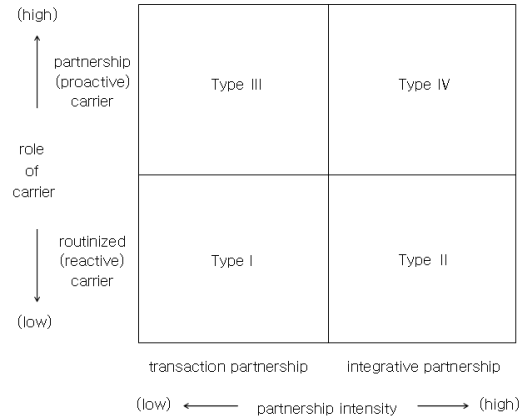 (high)
partnership
(proactive)
carrier
Type III
Type IV
role
of
carrier
routinized
(reactive)
carrier
Type I
Type II
(low)
transaction partnership
integrative partnership
(low)
partnership intensity
(high)